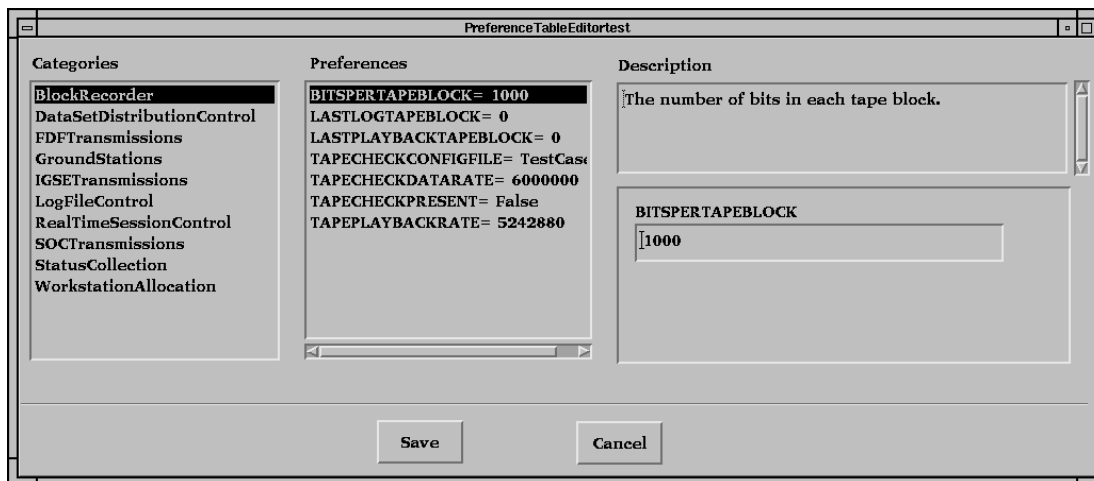 PreferenceTableEditortest
Categories
BlockRecorder
DataSetDistributionControl
FDFTransmissions
GroundStations
IGSETransmissions
LogFileControl
RealTimeSessionControl
SOCTransmissions
StatusCollection
WorkstationAllocation
Preferences
BITSPERTAPEBLOCK= 1000
LASTLOGTAPEBLOCK= 0
LASTPLAYBACKTAPEBLOCK= 0
TAPECHECKCONFIGFILE= TestCase
TAPECHECKDATARATE= 6000000
TAPECHECKPRESENT= False
TAPEPLAYBACKRATE= 5242880
Description
The number of bits in each tape block.
BITSPERTAPEBLOCK
1000
Save
Cancel